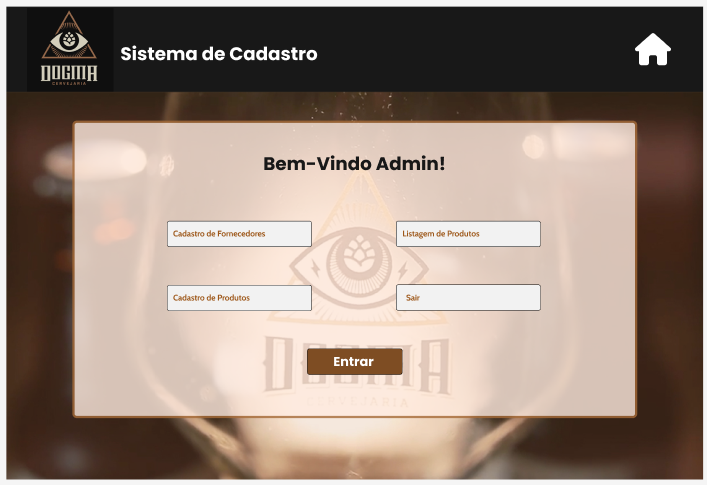 DOGMA
CERVEJARIA
Sistema de Cadastro
Bem-Vindo Admin!
Cadastro de Fornecedores
Listagem de Produtos
Cadastro de Produtos
Sair
Entrar
DOGMA
CERVEJARIA